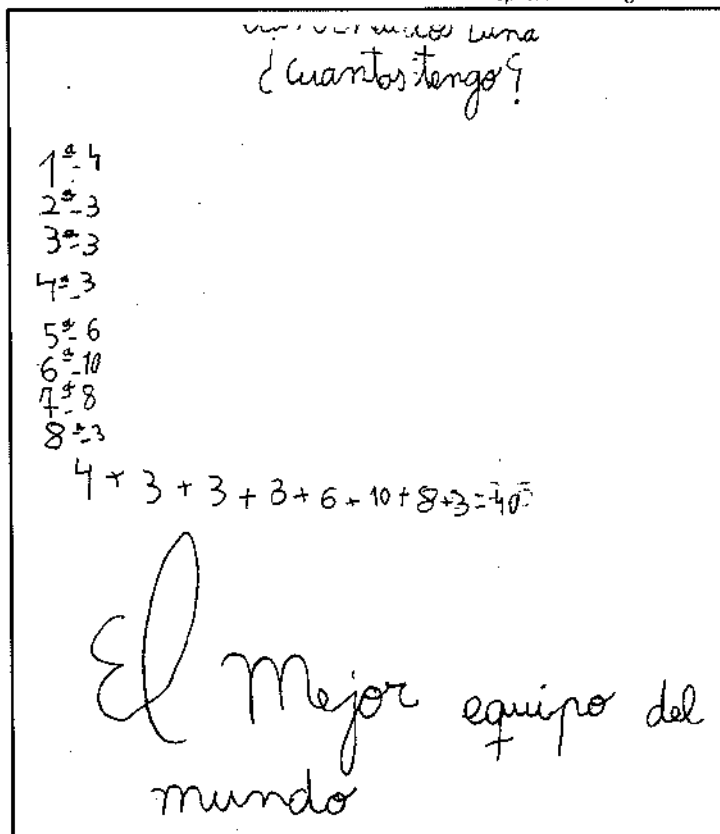 Luna
¿Cuantos tengo?
1ª-4
2ª-3
3ª-3
4ª-3
5ª-6
6ª-10
7ª-8
8ª-3
4+3+3+3+6+10+8+3=40
El Mejor equipo del
mundo